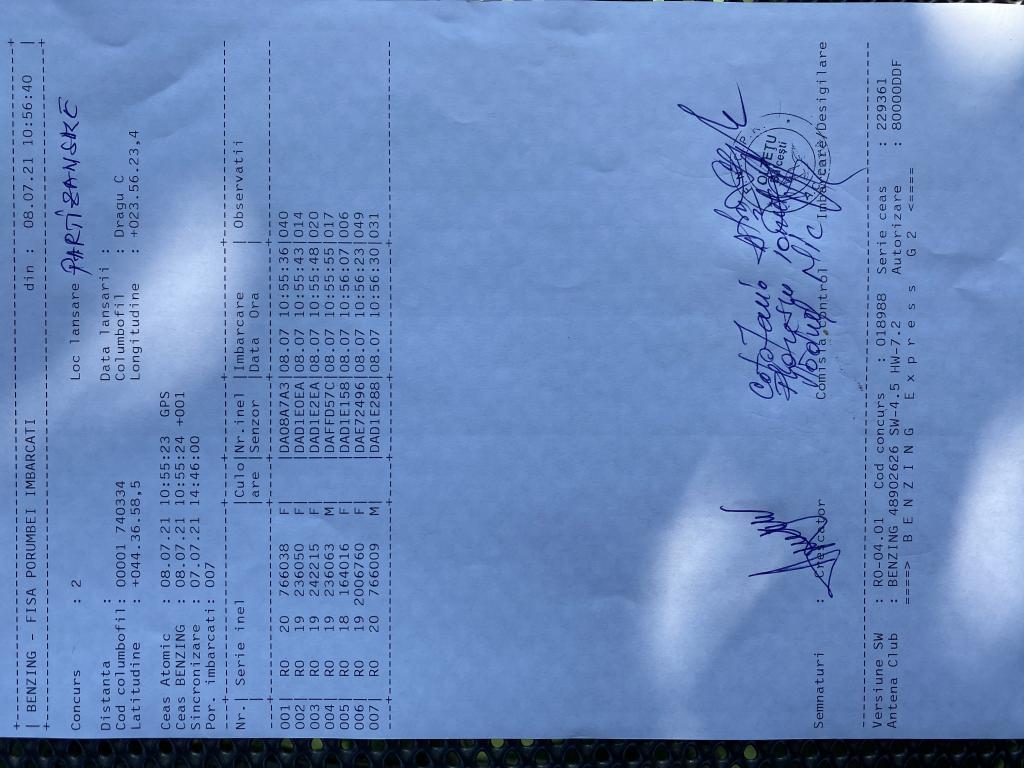 | BENZING - FISA PORUMBEI IMBARCATI din : 08.07.21 10:56:40 |
Concurs : 2 Loc lansare PARTIZANSKE
Distanta : Data lansarii :
Cod columbofil: 00001 740334 Columbofil : Dragu C
Latitudine : +044.36.58,5 Longitudine : +023.56.23,4
Ceas Atomic : 08.07.21 10:55:23 GPS
Ceas BENZING : 08.07.21 10:55:24 +001
Sincronizare : 07.07.21 14:46:00
Por. imbarcati: 007
Nr.| Serie inel |Culo|Nr.inel |Imbarcare | Observatii
| |are |Senzor |Data Ora |
001| RO 20 766038 F| |DA08A7A3|08.07 10:55:36|040
002| RO 19 236050 F| |DAD1E0EA|08.07 10:55:43|014
003| RO 19 242215 F| |DAD1E2EA|08.07 10:55:48|020
004| RO 19 236063 M| |DAFFD57C|08.07 10:55:55|017
005| RO 18 164016 F| |DAD1E158|08.07 10:56:07|006
006| RO 19 2006760 F| |DAE72496|08.07 10:56:23|049
007| RO 20 766009 M| |DAD1E288|08.07 10:56:30|031
Semnaturi : Crescator Comisia control Imbarcare/Desigilare
Versiune SW : RO-04.01 Cod concurs : 018988 Serie ceas : 229361
Antena Club : BENZING 48902626 SW-4.5 HW-7.2 Autorizare : 80000DDF
====> B E N Z I N G E x p r e s s G 2 <====